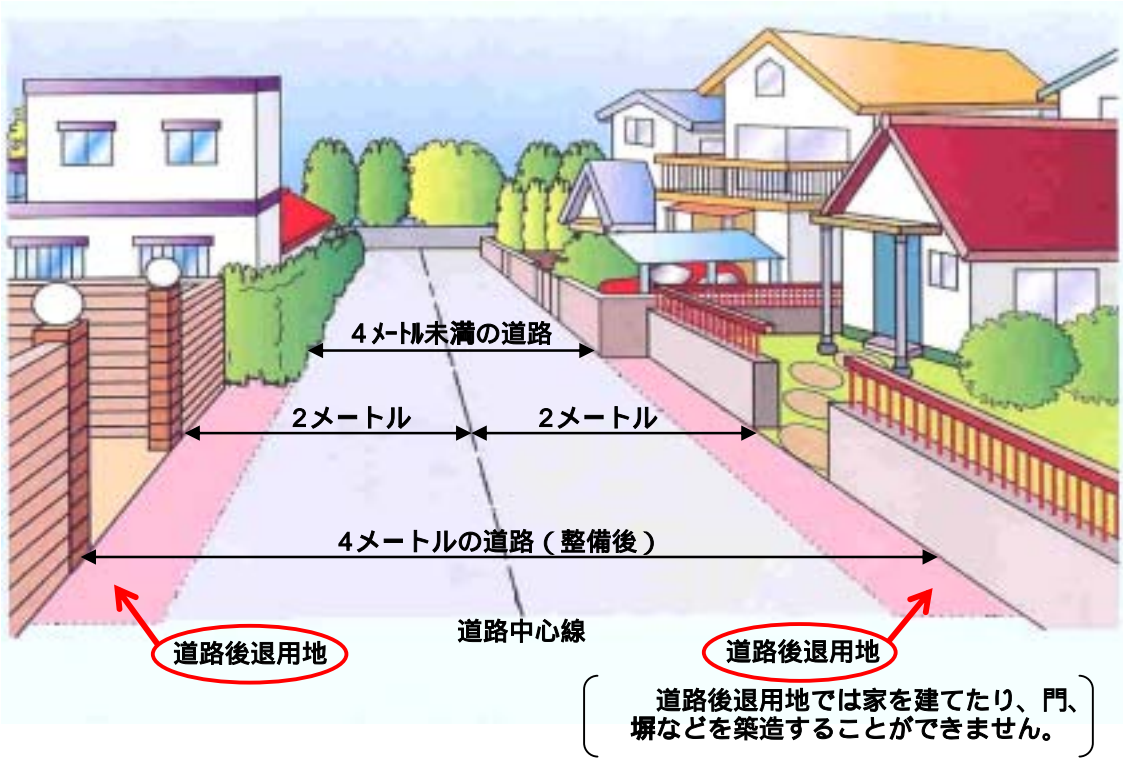 4ﾒｰﾄﾙ未満の道路
2メートル
2メートル
4メートルの道路（整備後）
道路中心線
道路後退用地
道路後退用地
道路後退用地では家を建てたり、門、
塀などを築造することができません。